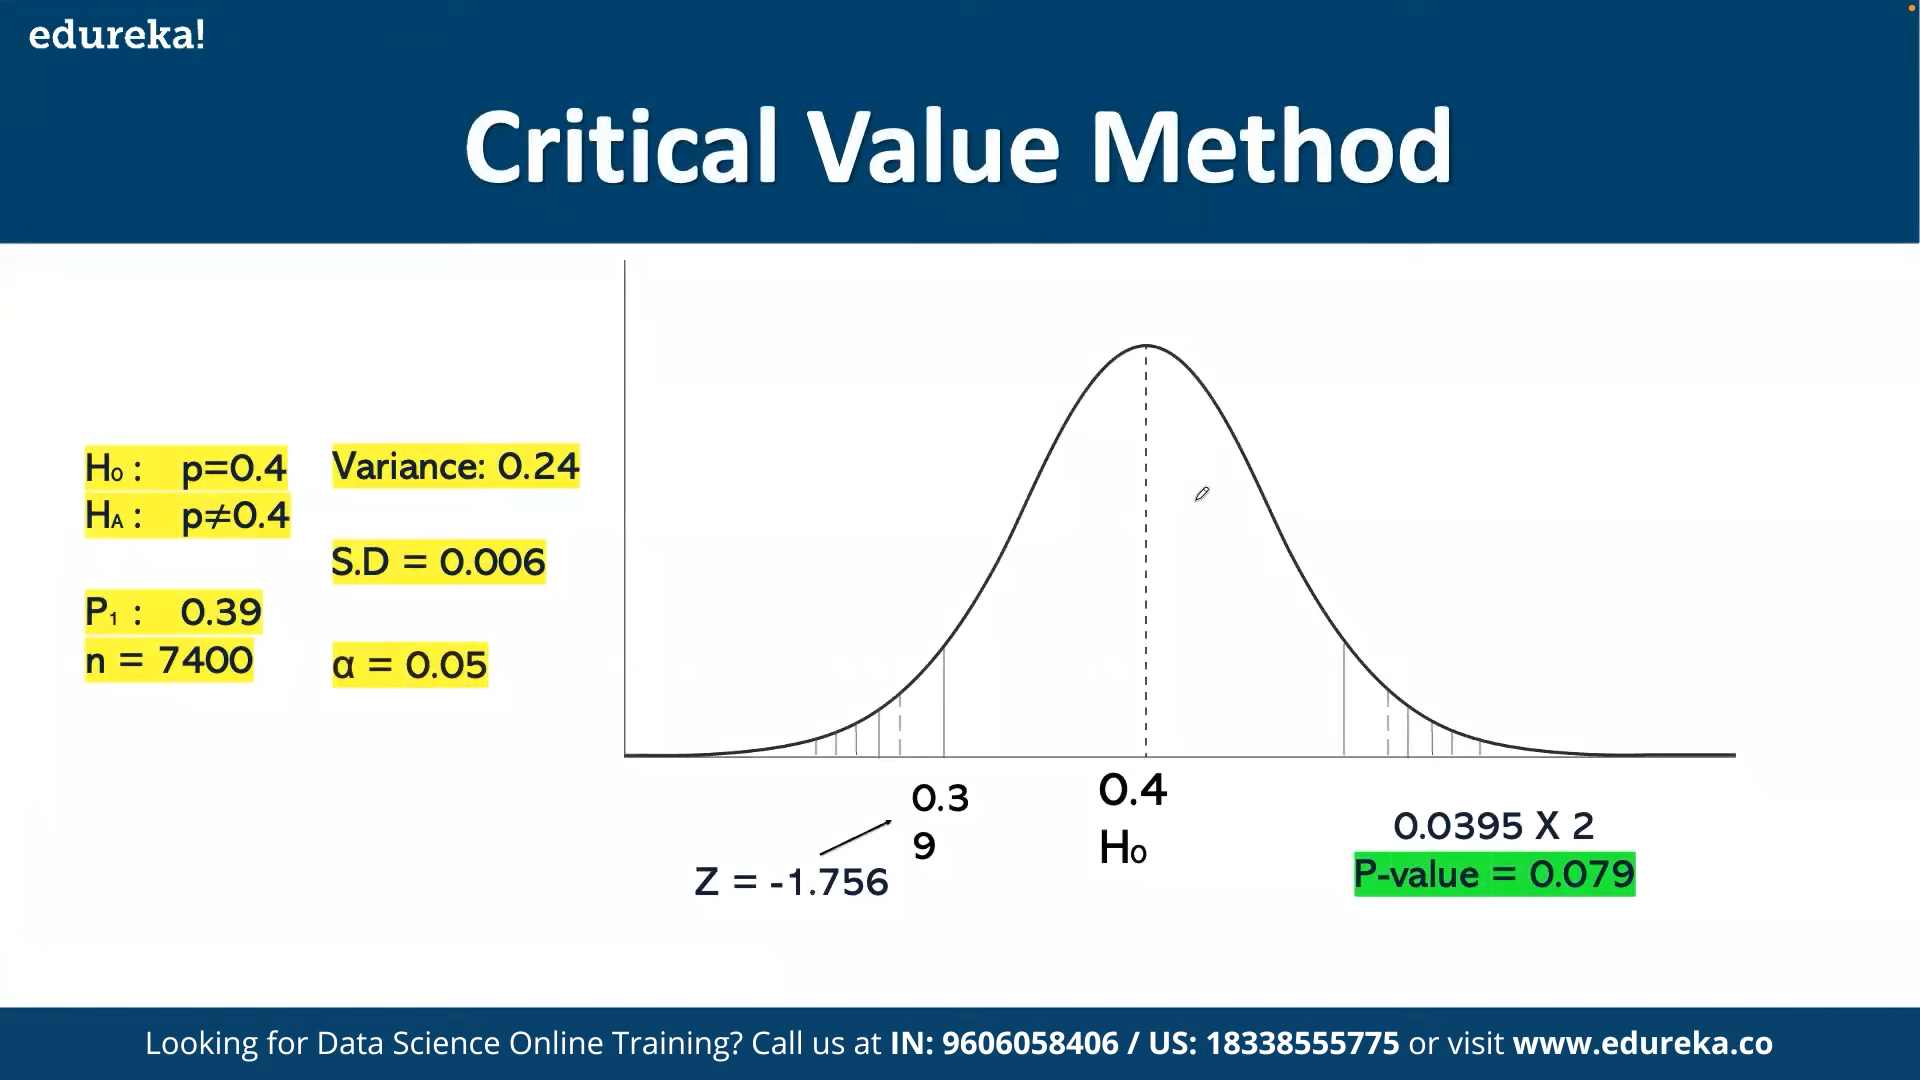 edureka!
Critical Value Method
H₀ : p=0.4
Hᴀ : p≠0.4
P₁ : 0.39
n = 7400
Variance: 0.24
S.D = 0.006
α = 0.05
0.3
9
0.4
H₀
Z = -1.756
0.0395 X 2
P-value = 0.079
Looking for Data Science Online Training? Call us at IN: 9606058406 / US: 18338555775 or visit www.edureka.co